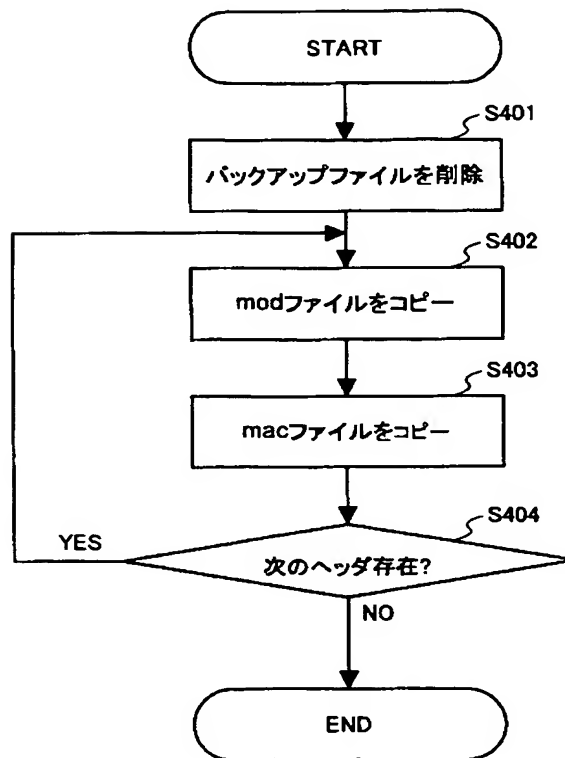 START
S401
バックアップファイルを削除
S402
modファイルをコピー
S403
macファイルをコピー
S404
YES
次のヘッダ存在?
NO
END